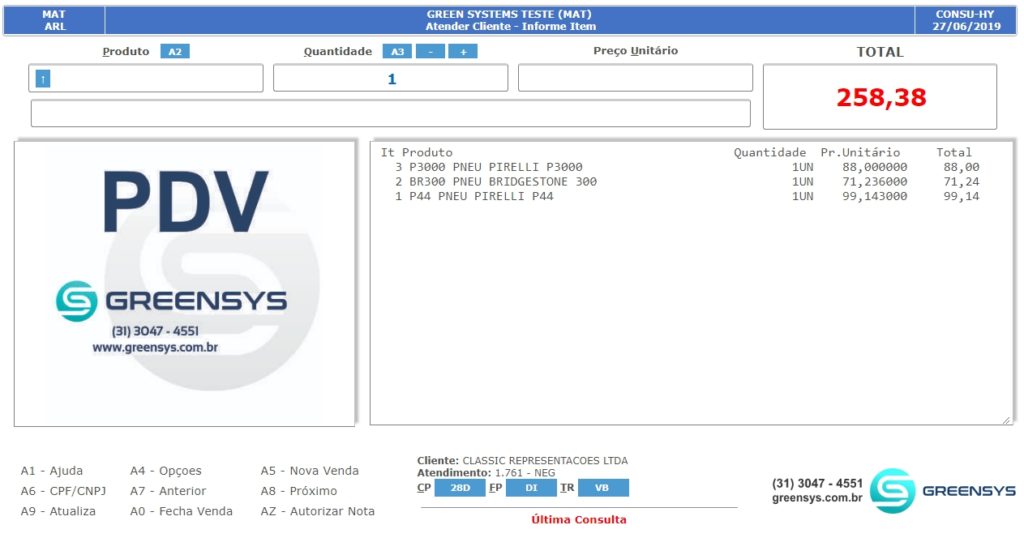 MAT
ARL
GREEN SYSTEMS TESTE (MAT)
Atender Cliente - Informe Item
CONSU-HY
27/06/2019
Produto A2
Quantidade A3 - +
Preço Unitário
TOTAL
↑
1
258,38
PDV
GREENSYS
(31) 3047 - 4551
www.greensys.com.br
It Produto Quantidade Pr.Unitário Total
3 P3000 PNEU PIRELLI P3000 1UN 88,000000 88,00
2 BR300 PNEU BRIDGESTONE 300 1UN 71,236000 71,24
1 P44 PNEU PIRELLI P44 1UN 99,143000 99,14
A1 - Ajuda A4 - Opçoes A5 - Nova Venda
A6 - CPF/CNPJ A7 - Anterior A8 - Próximo
A9 - Atualiza A0 - Fecha Venda AZ - Autorizar Nota
Cliente: CLASSIC REPRESENTACOES LTDA
Atendimento: 1.761 - NEG
CP 28D FP DI TR VB
Última Consulta
(31) 3047 - 4551
greensys.com.br
GREENSYS